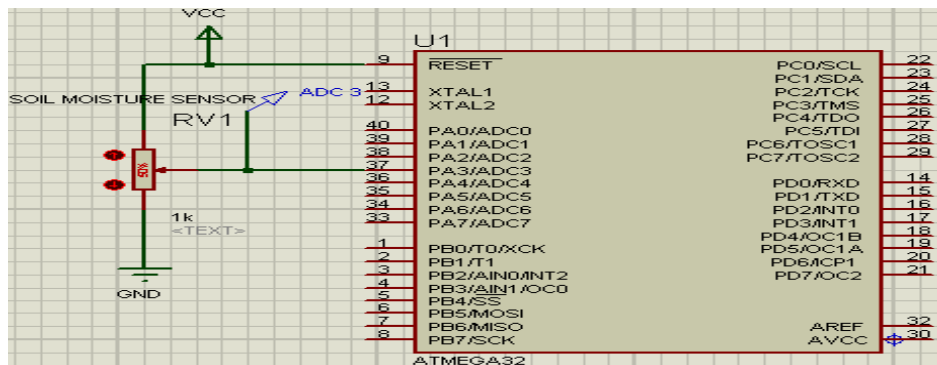 VCC
U1
9 RESET PC0/SCL 22
PC1/SDA 23
13 XTAL1 PC2/TCK 24
SOIL MOISTURE SENSOR ADC 3 12 XTAL2 PC3/TMS 25
RV1 PC4/TDO 26
40 PA0/ADC0 PC5/TDI 27
39 PA1/ADC1 PC6/TOSC1 28
38 PA2/ADC2 PC7/TOSC2 29
50%
37 PA3/ADC3
36 PA4/ADC4 PD0/RXD 14
35 PA5/ADC5 PD1/TXD 15
34 PA6/ADC6 PD2/INT0 16
1k 33 PA7/ADC7 PD3/INT1 17
<TEXT> PD4/OC1B 18
1 PB0/T0/XCK PD5/OC1A 19
2 PB1/T1 PD6/ICP1 20
3 PB2/AIN0/INT2 PD7/OC2 21
GND 4 PB3/AIN1/OC0
5 PB4/SS
6 PB5/MOSI
7 PB6/MISO AREF 32
8 PB7/SCK AVCC 30
ATMEGA32